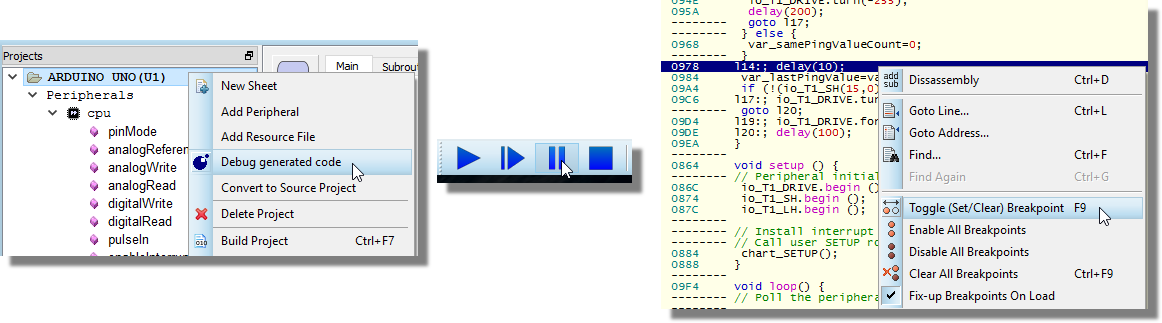 Projects
ARDUINO UNO(U1)
Peripherals
cpu
pinMode
analogReferen
analogWrite
analogRead
digitalWrite
digitalRead
pulseIn
Main
Subrout
New Sheet
Add Peripheral
Add Resource File
Debug generated code
Convert to Source Project
Delete Project
Build Project Ctrl+F7
094E io_T1_DRIVE.turn(-255);
095A delay(200);
-------- goto l17;
-------- } else {
0968 var_samePingValueCount=0;
-------- }
0978 l14:; delay(10);
0984 var_lastPingValue=va
09A4 if (!(io_T1_SH(15,0)
09C6 l17:; io_T1_DRIVE.tur
-------- goto l20;
09D4 l19:; io_T1_DRIVE.for
09DE l20:; delay(100);
09EA }
--------
0864 void setup () {
-------- // Peripheral initial
086C io_T1_DRIVE.begin ()
0874 io_T1_SH.begin ();
087C io_T1_LH.begin ();
--------
-------- // Install interrupt
-------- // Call user SETUP ro
0884 chart_SETUP();
0888 }
--------
09F4 void loop() {
-------- // Poll the periphera
add
sub
Dissassembly Ctrl+D
Goto Line... Ctrl+L
Goto Address...
Find... Ctrl+F
Find Again Ctrl+G
Toggle (Set/Clear) Breakpoint F9
Enable All Breakpoints
Disable All Breakpoints
Clear All Breakpoints Ctrl+F9
Fix-up Breakpoints On Load